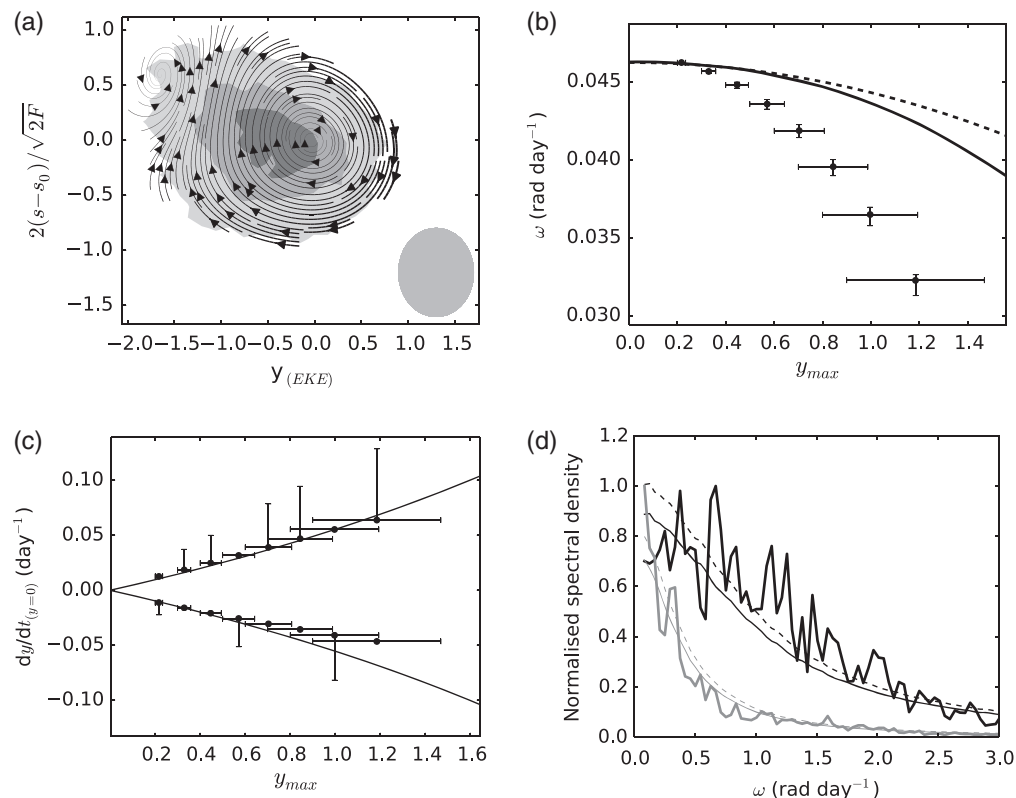 (a)
1.0
0.5
0.0
−0.5
−1.0
−1.5
2(s−s₀)/√2F
−2.0 −1.5 −1.0 −0.5 0.0 0.5 1.0 1.5
y(EKE)
(b)
0.045
0.040
0.035
0.030
ω (rad day⁻¹)
0.0 0.2 0.4 0.6 0.8 1.0 1.2 1.4
y_max
(c)
0.10
0.05
0.00
−0.05
−0.10
dy/dt(y=0) (day⁻¹)
0.2 0.4 0.6 0.8 1.0 1.2 1.4 1.6
y_max
(d)
1.2
1.0
0.8
0.6
0.4
0.2
0.0
Normalised spectral density
0.0 0.5 1.0 1.5 2.0 2.5 3.0
ω (rad day⁻¹)